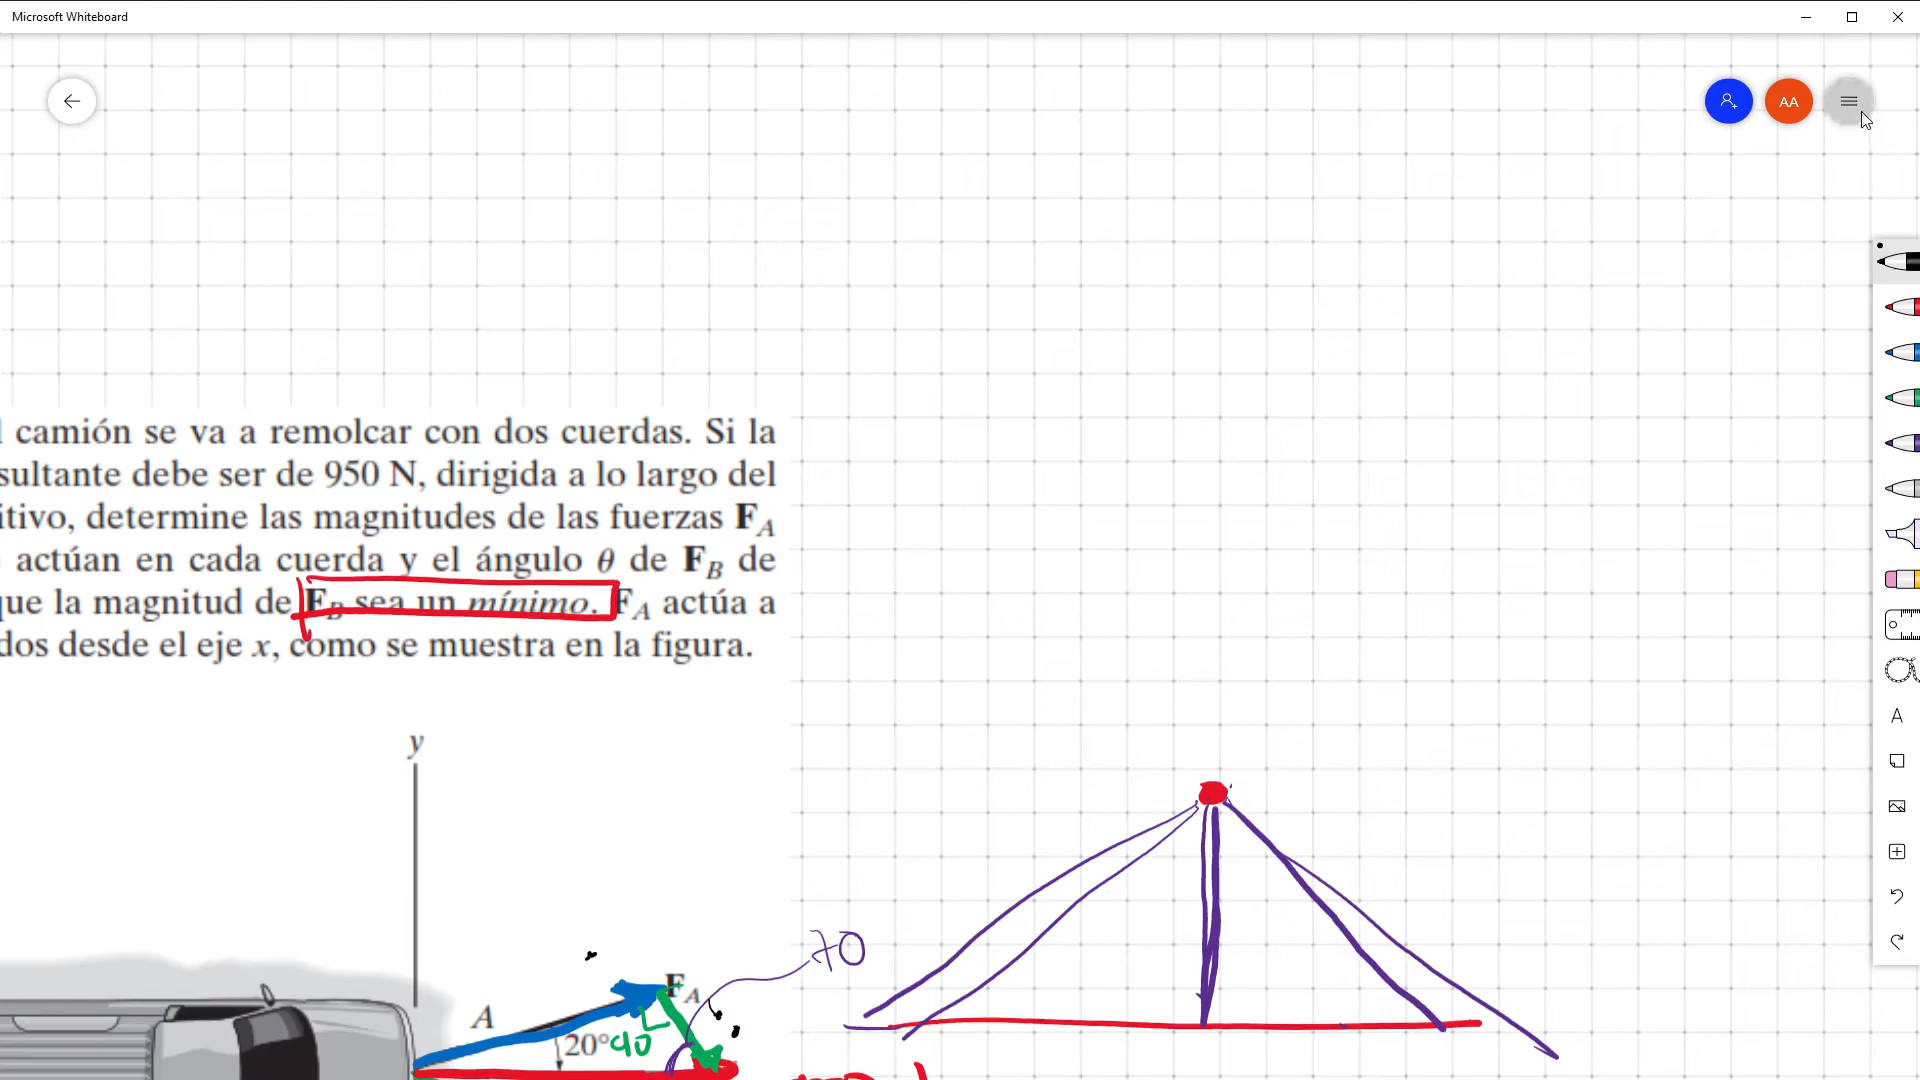 Microsoft Whiteboard
AA
camión se va a remolcar con dos cuerdas. Si la
sultante debe ser de 950 N, dirigida a lo largo del
itivo, determine las magnitudes de las fuerzas F_A
actúan en cada cuerda y el ángulo θ de F_B de
que la magnitud de F_B sea un mínimo. F_A actúa a
dos desde el eje x, como se muestra en la figura.
y
70
F_A
A
20°
90
A